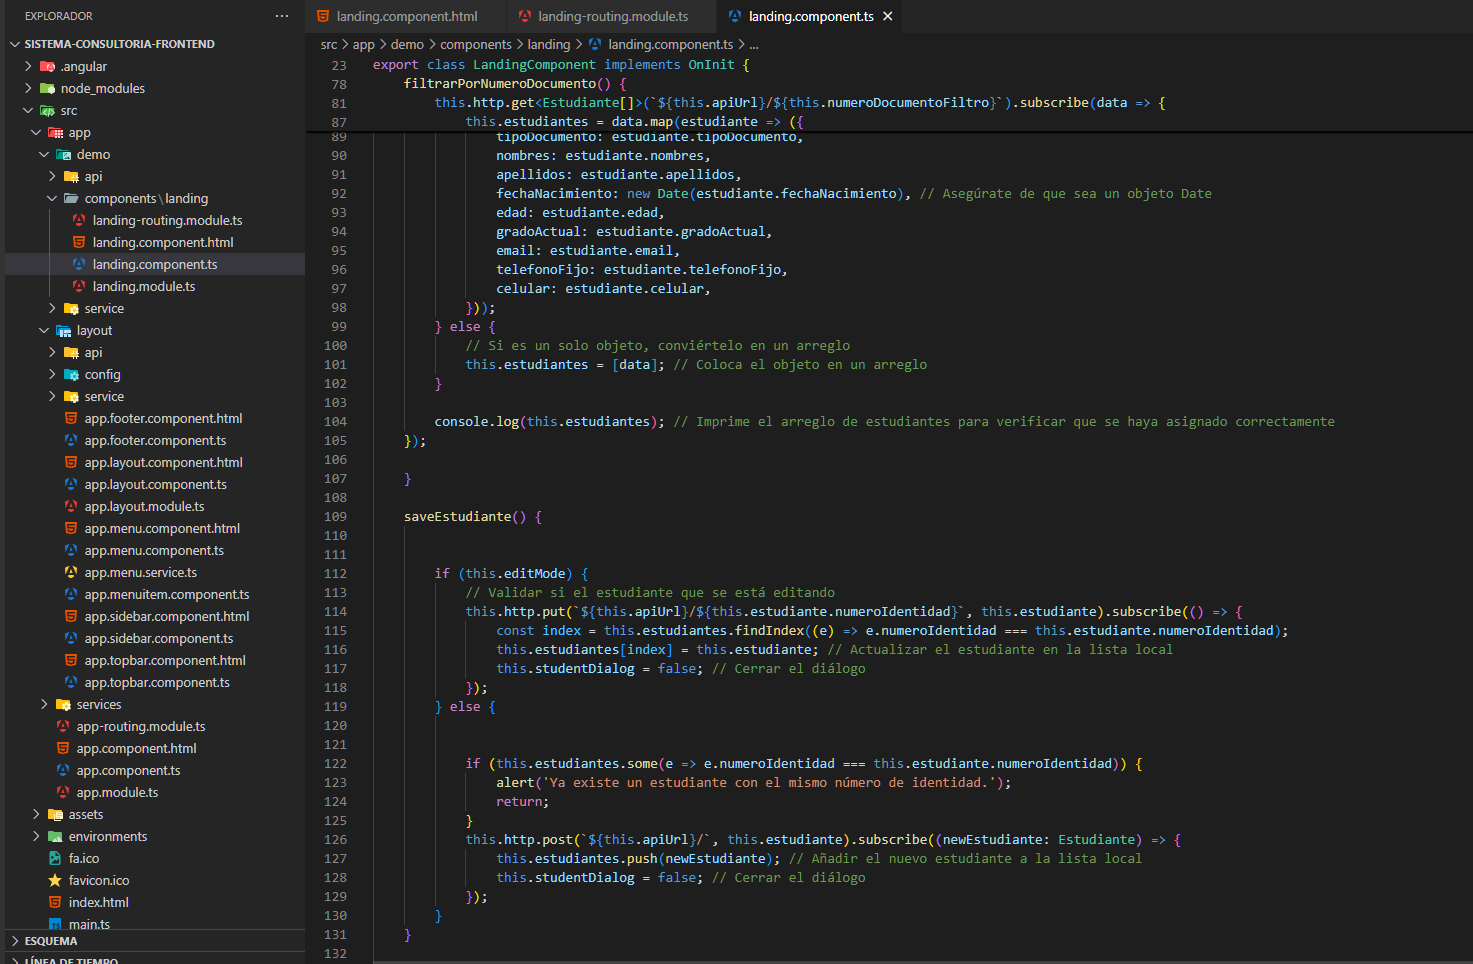 EXPLORADOR
SISTEMA-CONSULTORIA-FRONTEND
.angular
node_modules
src
app
demo
api
components\landing
landing-routing.module.ts
landing.component.html
landing.component.ts
landing.module.ts
service
layout
api
config
service
app.footer.component.html
app.footer.component.ts
app.layout.component.html
app.layout.component.ts
app.layout.module.ts
app.menu.component.html
app.menu.component.ts
app.menu.service.ts
app.menuitem.component.ts
app.sidebar.component.html
app.sidebar.component.ts
app.topbar.component.html
app.topbar.component.ts
services
app-routing.module.ts
app.component.html
app.component.ts
app.module.ts
assets
environments
fa.ico
favicon.ico
index.html
main.ts
ESQUEMA
LÍNEA DE TIEMPO
landing.component.html landing-routing.module.ts landing.component.ts
src > app > demo > components > landing > landing.component.ts > ...
23 export class LandingComponent implements OnInit {
78 filtrarPorNumeroDocumento() {
81 this.http.get<Estudiante[]>(`${this.apiUrl}/${this.numeroDocumentoFiltro}`).subscribe(data => {
87 this.estudiantes = data.map(estudiante => ({
89 tipoDocumento: estudiante.tipoDocumento,
90 nombres: estudiante.nombres,
91 apellidos: estudiante.apellidos,
92 fechaNacimiento: new Date(estudiante.fechaNacimiento), // Asegúrate de que sea un objeto Date
93 edad: estudiante.edad,
94 gradoActual: estudiante.gradoActual,
95 email: estudiante.email,
96 telefonoFijo: estudiante.telefonoFijo,
97 celular: estudiante.celular,
98 }));
99 } else {
100 // Si es un solo objeto, conviértelo en un arreglo
101 this.estudiantes = [data]; // Coloca el objeto en un arreglo
102 }
103
104 console.log(this.estudiantes); // Imprime el arreglo de estudiantes para verificar que se haya asignado correctamente
105 });
106
107 }
108
109 saveEstudiante() {
110
111
112 if (this.editMode) {
113 // Validar si el estudiante que se está editando
114 this.http.put(`${this.apiUrl}/${this.estudiante.numeroIdentidad}`, this.estudiante).subscribe(() => {
115 const index = this.estudiantes.findIndex((e) => e.numeroIdentidad === this.estudiante.numeroIdentidad);
116 this.estudiantes[index] = this.estudiante; // Actualizar el estudiante en la lista local
117 this.studentDialog = false; // Cerrar el diálogo
118 });
119 } else {
120
121
122 if (this.estudiantes.some(e => e.numeroIdentidad === this.estudiante.numeroIdentidad)) {
123 alert('Ya existe un estudiante con el mismo número de identidad.');
124 return;
125 }
126 this.http.post(`${this.apiUrl}/`, this.estudiante).subscribe((newEstudiante: Estudiante) => {
127 this.estudiantes.push(newEstudiante); // Añadir el nuevo estudiante a la lista local
128 this.studentDialog = false; // Cerrar el diálogo
129 });
130 }
131 }
132